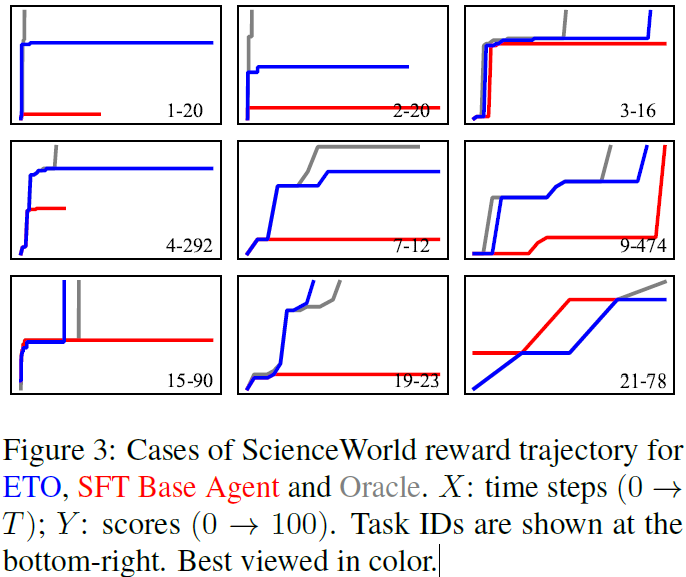 1-20
2-20
3-16
4-292
7-12
9-474
15-90
19-23
21-78
Figure 3: Cases of ScienceWorld reward trajectory for
ETO, SFT Base Agent and Oracle. X: time steps (0 →
T); Y: scores (0 → 100). Task IDs are shown at the
bottom-right. Best viewed in color.